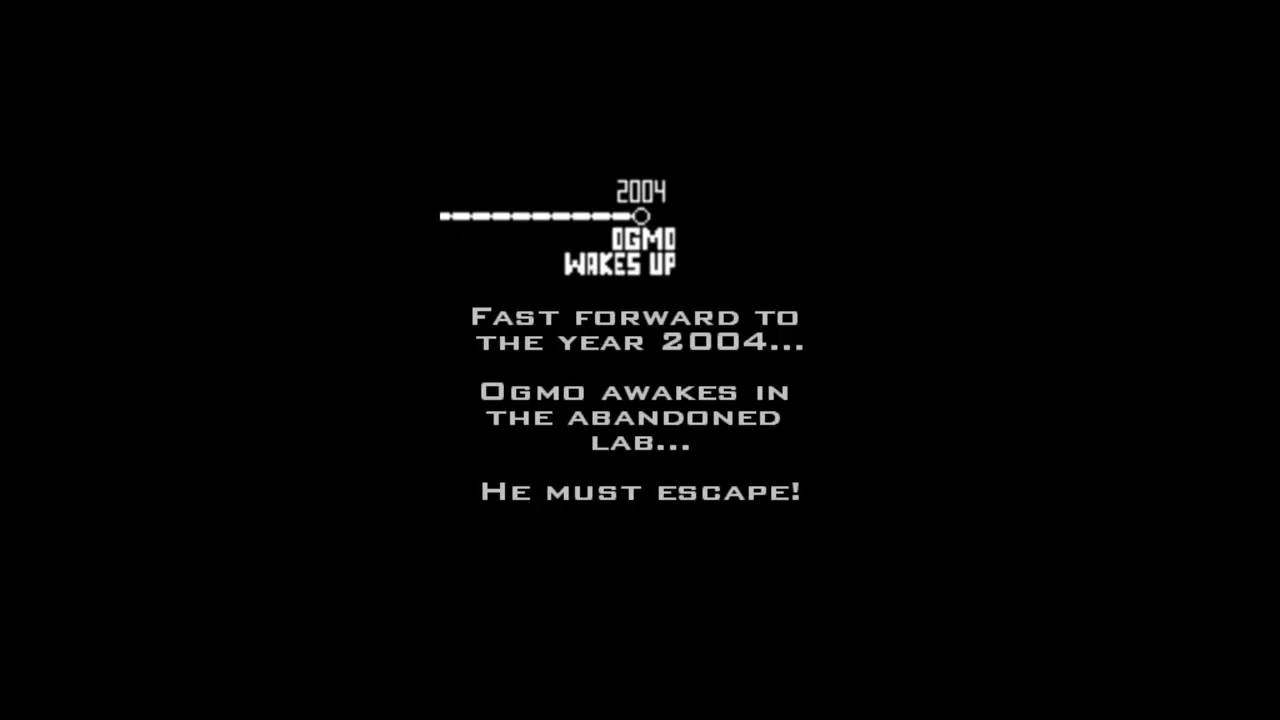 2004
OGMO
WAKES UP
Fast forward to
the year 2004...
Ogmo awakes in
the abandoned
lab...
He must escape!